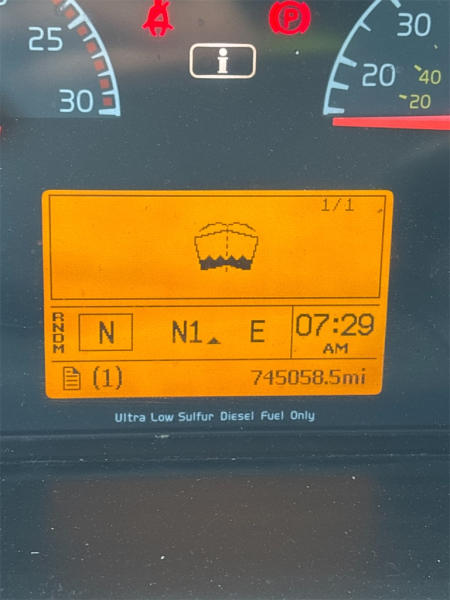 25
30
P
i
30
20
40
20
1/1
RNDM
N
N1
E
07:29
AM
(1)
745058.5mi
Ultra Low Sulfur Diesel Fuel Only